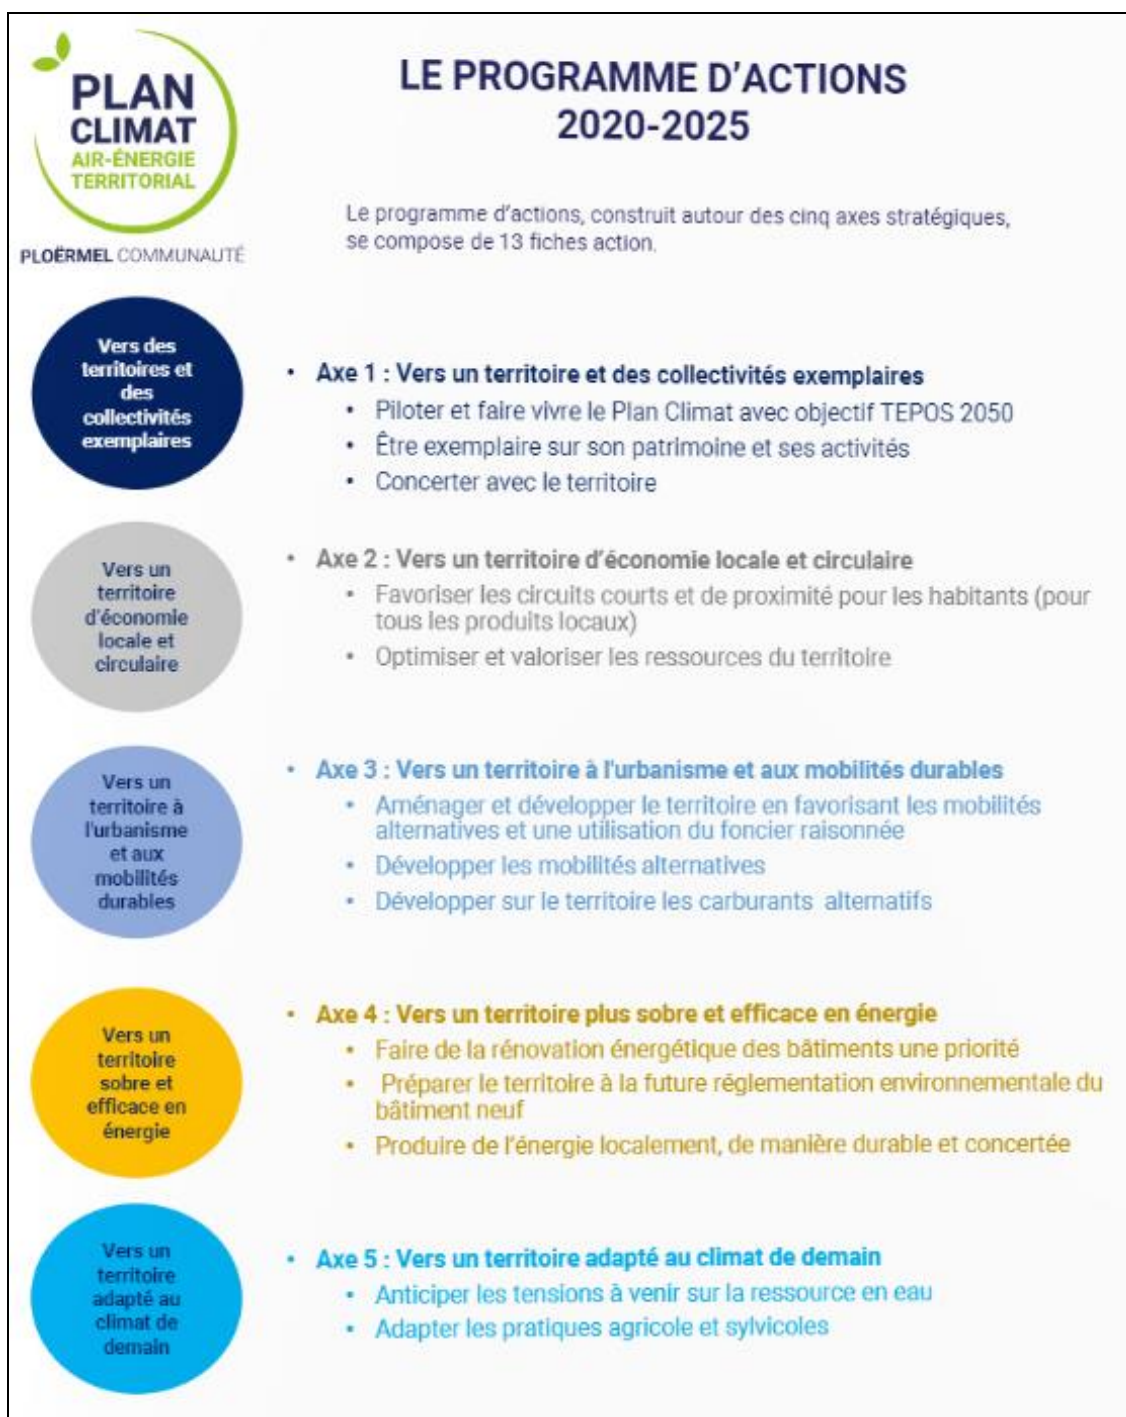 PLAN
CLIMAT
AIR-ÉNERGIE
TERRITORIAL
PLOËRMEL COMMUNAUTÉ
LE PROGRAMME D'ACTIONS
2020-2025
Le programme d'actions, construit autour des cinq axes stratégiques,
se compose de 13 fiches action.
Vers des
territoires et
des
collectivités
exemplaires
• Axe 1 : Vers un territoire et des collectivités exemplaires
• Piloter et faire vivre le Plan Climat avec objectif TEPOS 2050
• Être exemplaire sur son patrimoine et ses activités
• Concerter avec le territoire
Vers un
territoire
d'économie
locale et
circulaire
• Axe 2 : Vers un territoire d'économie locale et circulaire
• Favoriser les circuits courts et de proximité pour les habitants (pour
tous les produits locaux)
• Optimiser et valoriser les ressources du territoire
Vers un
territoire à
l'urbanisme
et aux
mobilités
durables
• Axe 3 : Vers un territoire à l'urbanisme et aux mobilités durables
• Aménager et développer le territoire en favorisant les mobilités
alternatives et une utilisation du foncier raisonnée
• Développer les mobilités alternatives
• Développer sur le territoire les carburants alternatifs
Vers un
territoire
sobre et
efficace en
énergie
• Axe 4 : Vers un territoire plus sobre et efficace en énergie
• Faire de la rénovation énergétique des bâtiments une priorité
• Préparer le territoire à la future réglementation environnementale du
bâtiment neuf
• Produire de l'énergie localement, de manière durable et concertée
Vers un
territoire
adapté au
climat de
demain
• Axe 5 : Vers un territoire adapté au climat de demain
• Anticiper les tensions à venir sur la ressource en eau
• Adapter les pratiques agricole et sylvicoles